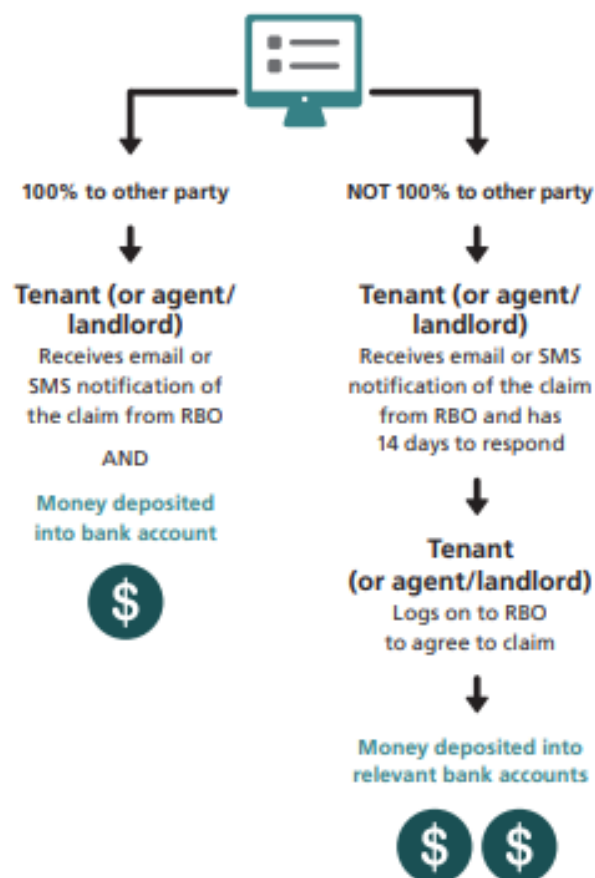 100% to other party
Tenant (or agent/
landlord)
Receives email or
SMS notification of
the claim from RBO
AND
Money deposited
into bank account
$
NOT 100% to other party
Tenant (or agent/
landlord)
Receives email or SMS
notification of the claim
from RBO and has
14 days to respond
Tenant
(or agent/landlord)
Logs on to RBO
to agree to claim
Money deposited into
relevant bank accounts
$ $